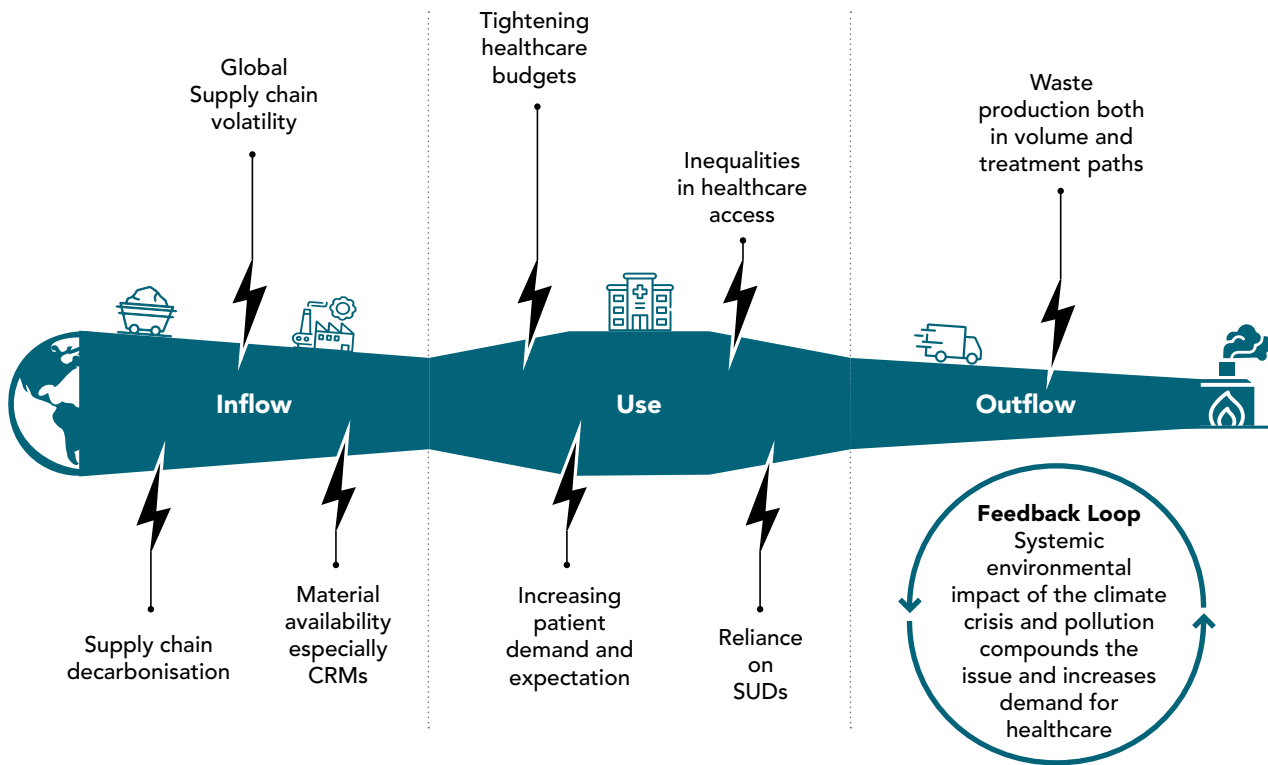 Global
Supply chain
volatility
Tightening
healthcare
budgets
Inequalities
in healthcare
access
Waste
production both
in volume and
treatment paths
Inflow
Use
Outflow
Supply chain
decarbonisation
Material
availability
especially
CRMs
Increasing
patient
demand and
expectation
Reliance
on
SUDs
Feedback Loop
Systemic
environmental
impact of the climate
crisis and pollution
compounds the
issue and increases
demand for
healthcare